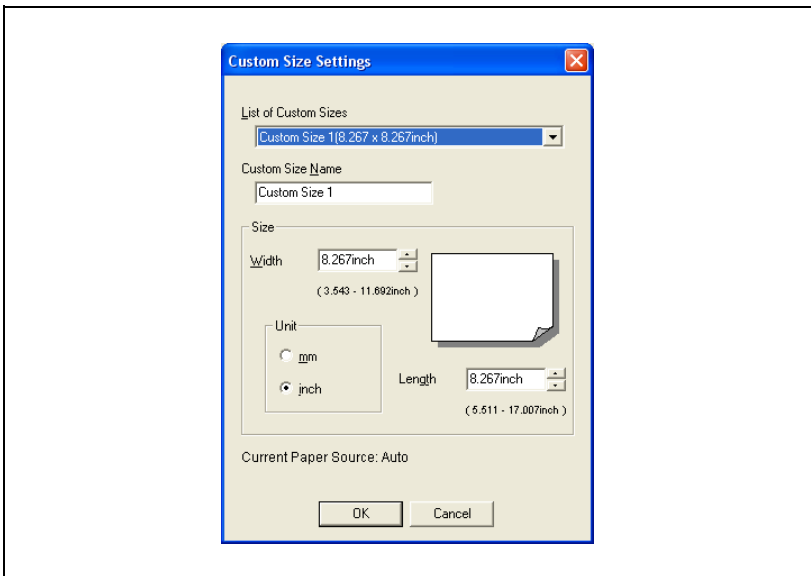 Custom Size Settings
List of Custom Sizes
Custom Size 1(8.267 x 8.267inch)
Custom Size Name
Custom Size 1
Size
Width 8.267inch
( 3.543 - 11.692inch )
Unit
mm
inch
Length 8.267inch
( 5.511 - 17.007inch )
Current Paper Source: Auto
OK Cancel